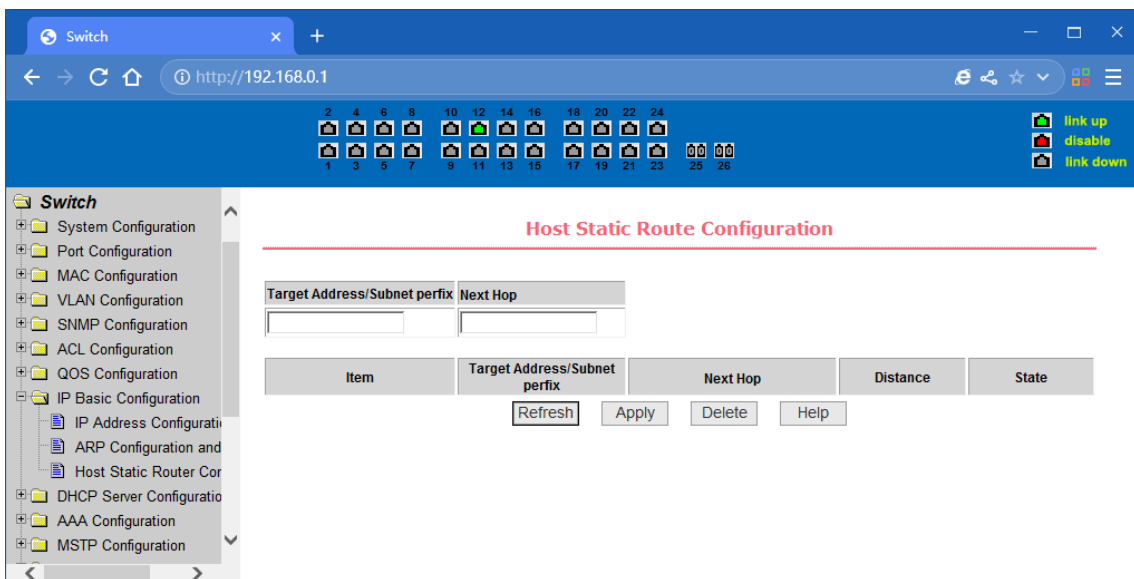 Switch
http://192.168.0.1
2 4 6 8 10 12 14 16 18 20 22 24
1 3 5 7 9 11 13 15 17 19 21 23 25 26
link up
disable
link down
Switch
System Configuration
Port Configuration
MAC Configuration
VLAN Configuration
SNMP Configuration
ACL Configuration
QOS Configuration
IP Basic Configuration
IP Address Configurati
ARP Configuration and
Host Static Router Cor
DHCP Server Configuratio
AAA Configuration
MSTP Configuration
Host Static Route Configuration
Target Address/Subnet perfix Next Hop
Item Target Address/Subnet perfix Next Hop Distance State
Refresh Apply Delete Help